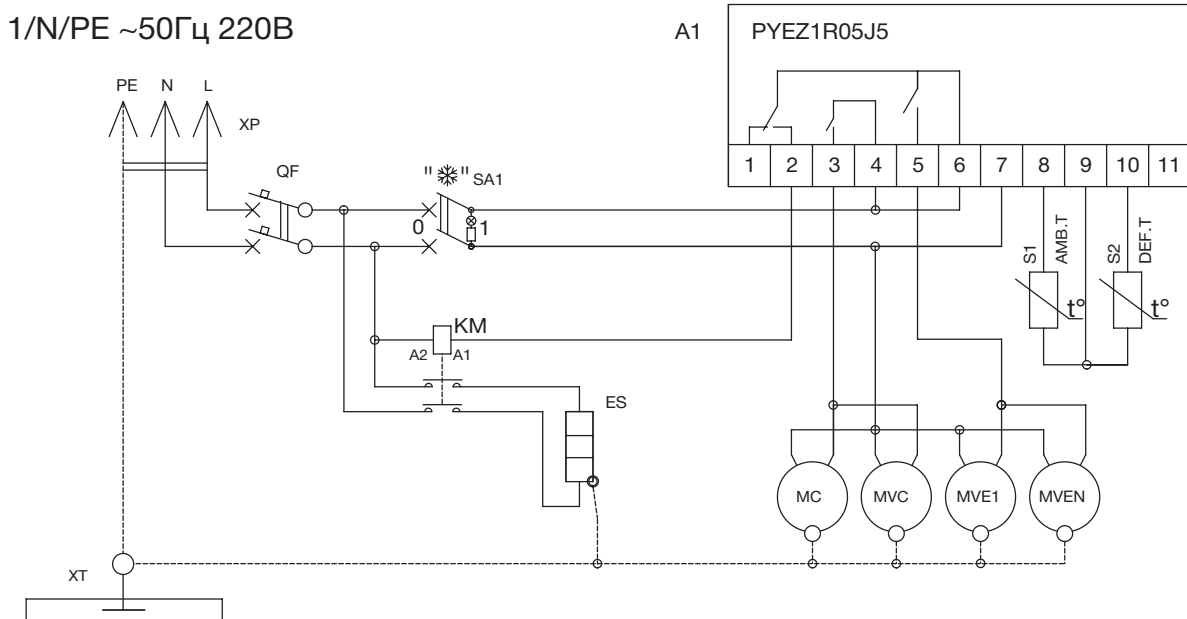 1/N/PE ~50Гц 220В
A1 PYEZ1R05J5
PE N L
XP
QF
"❄" SA1
1 2 3 4 5 6 7 8 9 10 11
0 1
S1 AMB.T S2 DEF.T
t° t°
KM
A2 A1
ES
MC MVC MVE1 MVEN
XT